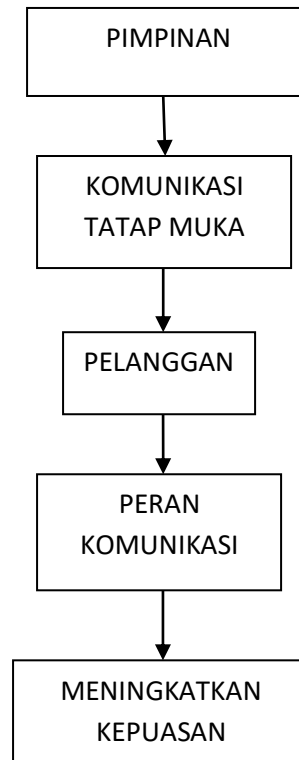 PIMPINAN
KOMUNIKASI
TATAP MUKA
PELANGGAN
PERAN
KOMUNIKASI
MENINGKATKAN
KEPUASAN